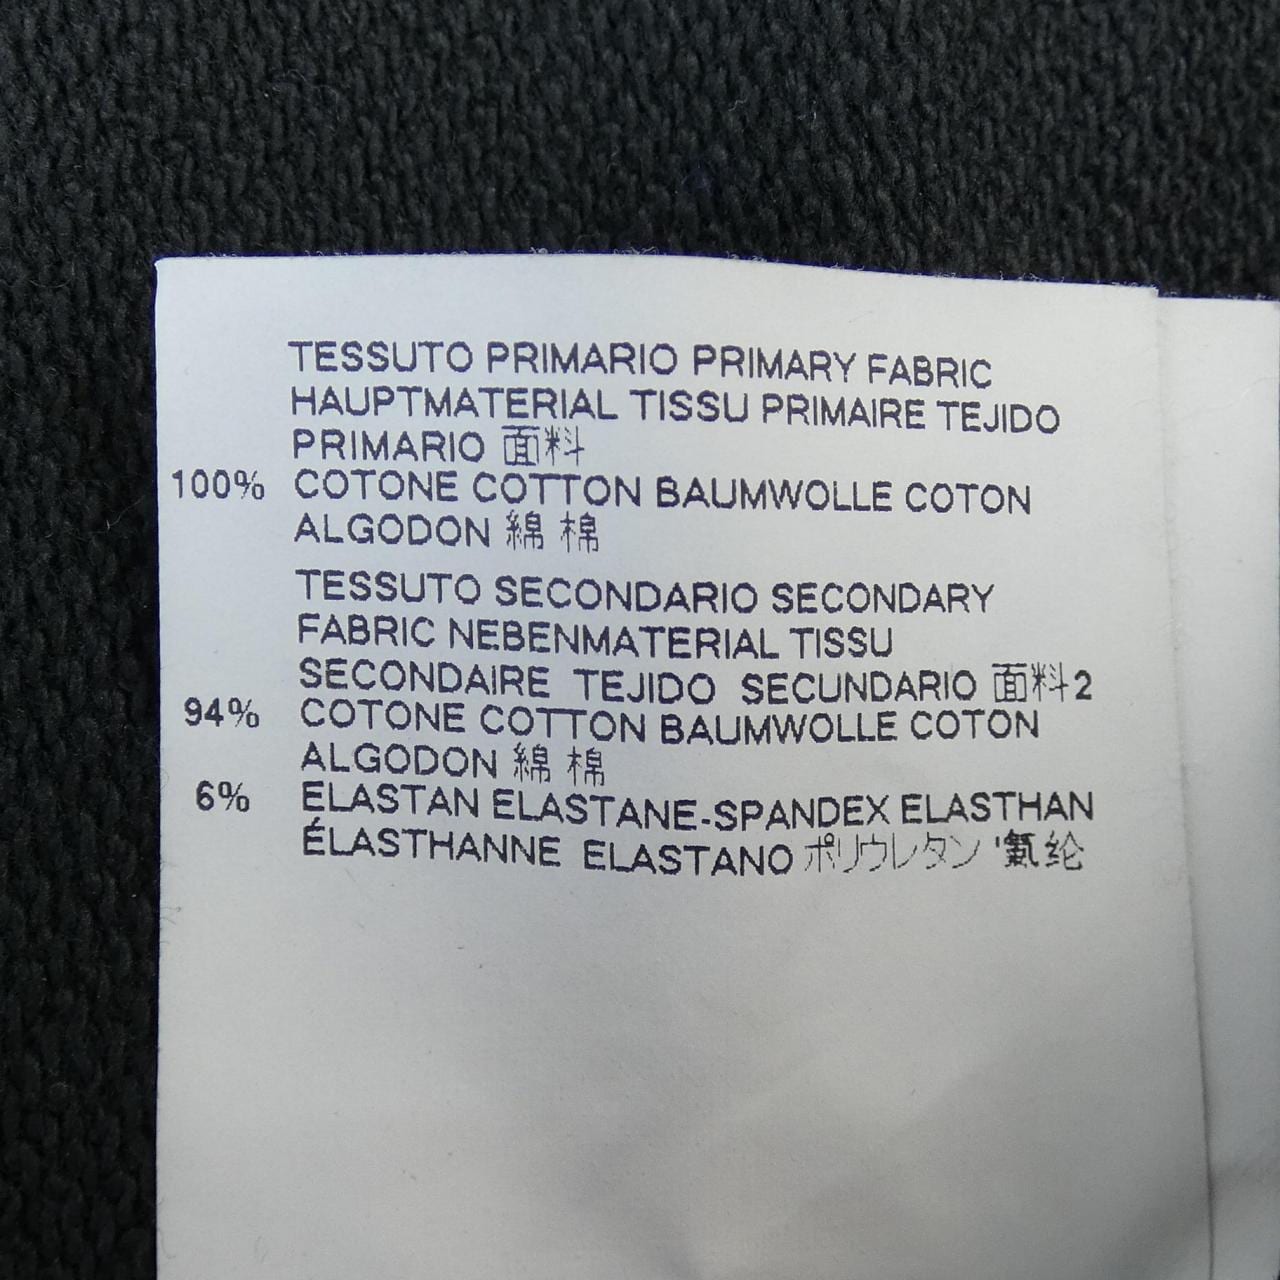 TESSUTO PRIMARIO PRIMARY FABRIC
HAUPTMATERIAL TISSU PRIMAIRE TEJIDO
PRIMARIO 面料
100% COTONE COTTON BAUMWOLLE COTON
ALGODON 綿 棉
TESSUTO SECONDARIO SECONDARY
FABRIC NEBENMATERIAL TISSU
SECONDAIRE TEJIDO SECUNDARIO 面料2
94% COTONE COTTON BAUMWOLLE COTON
ALGODON 綿 棉
6% ELASTAN ELASTANE-SPANDEX ELASTHAN
ÉLASTHANNE ELASTANO ポリウレタン '氨纶